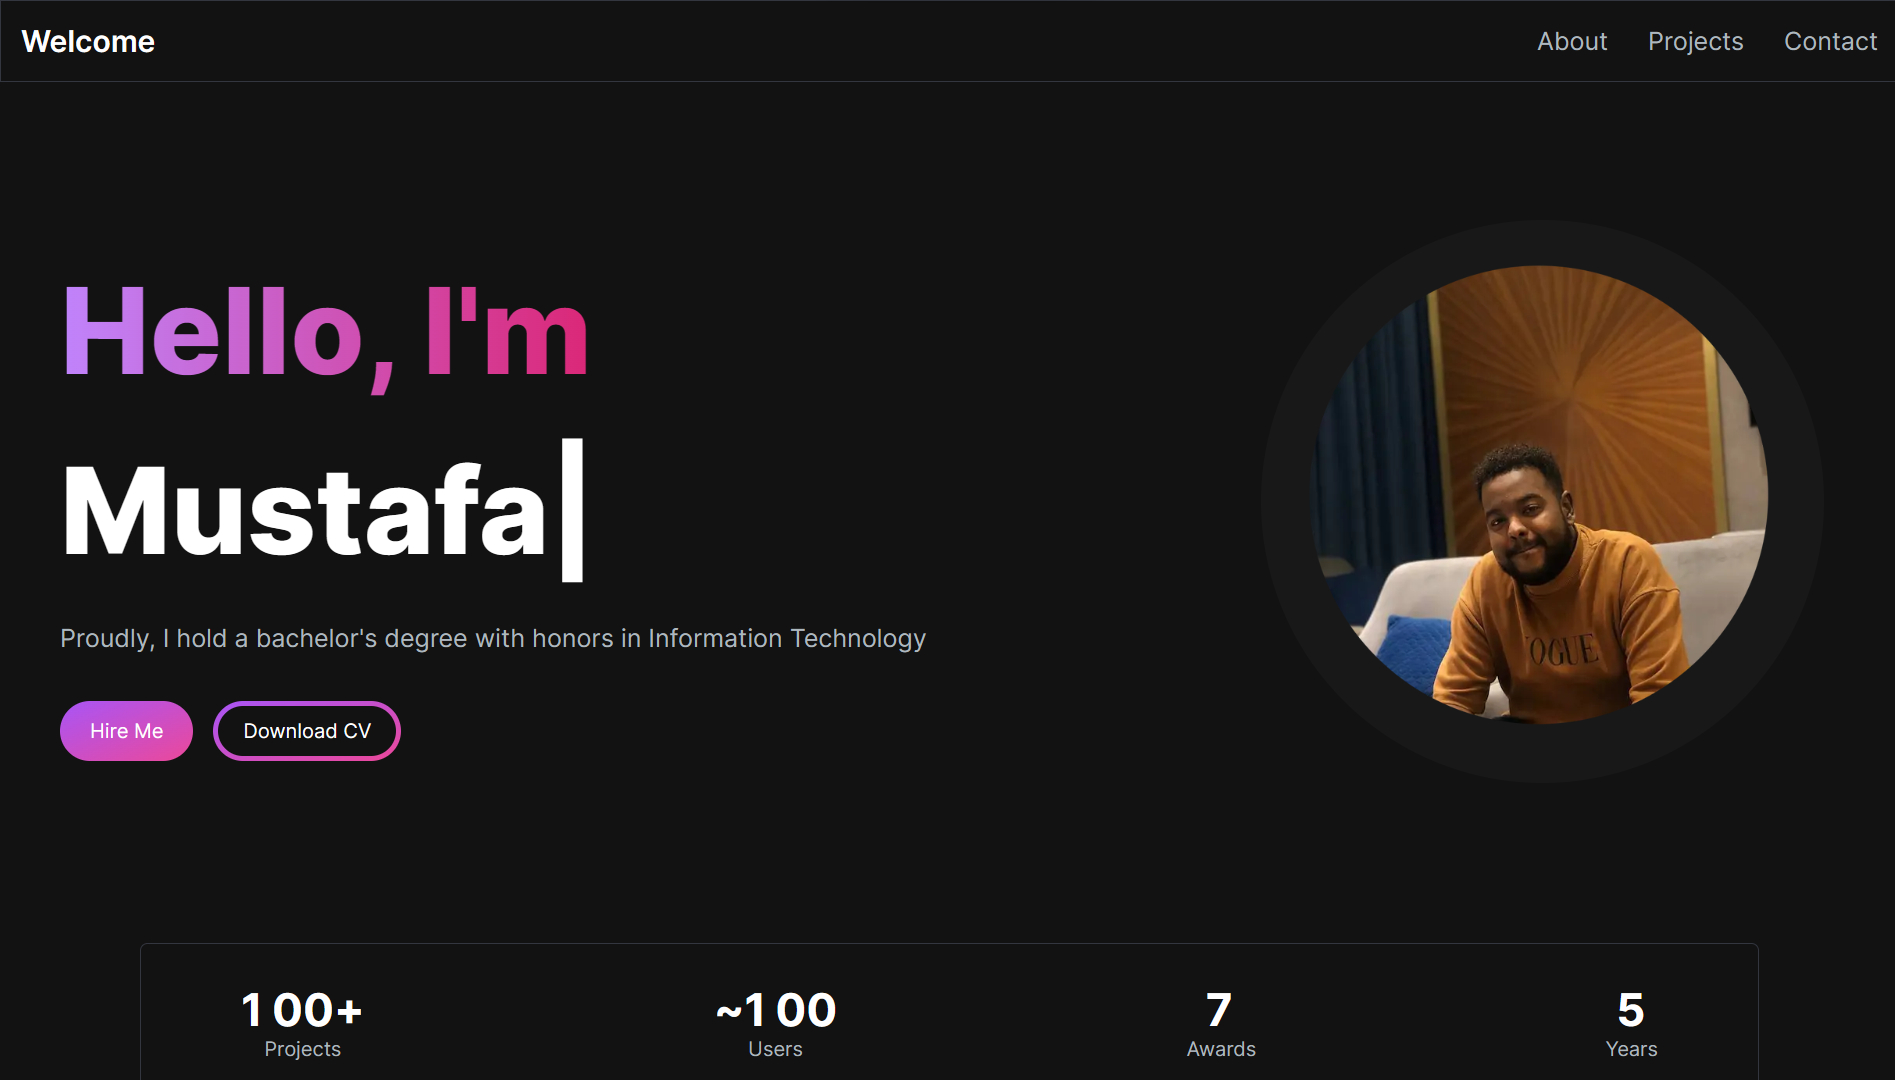 Welcome
About Projects Contact
Hello, I'm
Mustafa
Proudly, I hold a bachelor's degree with honors in Information Technology
Hire Me
Download CV
OGUE
100+
Projects
~100
Users
7
Awards
5
Years